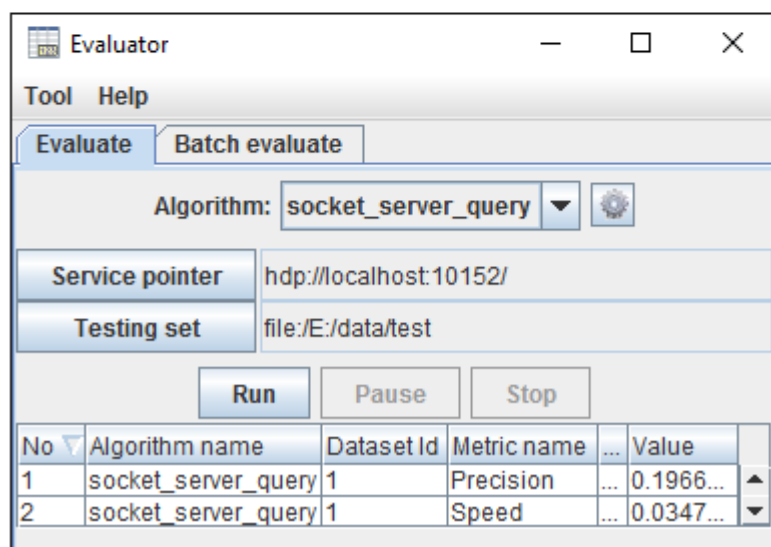 Evaluator
Tool Help
Evaluate Batch evaluate
Algorithm: socket_server_query
Service pointer hdp://localhost:10152/
Testing set file:/E:/data/test
Run Pause Stop
No Algorithm name Dataset Id Metric name ... Value
1 socket_server_query 1 Precision ... 0.1966...
2 socket_server_query 1 Speed ... 0.0347...